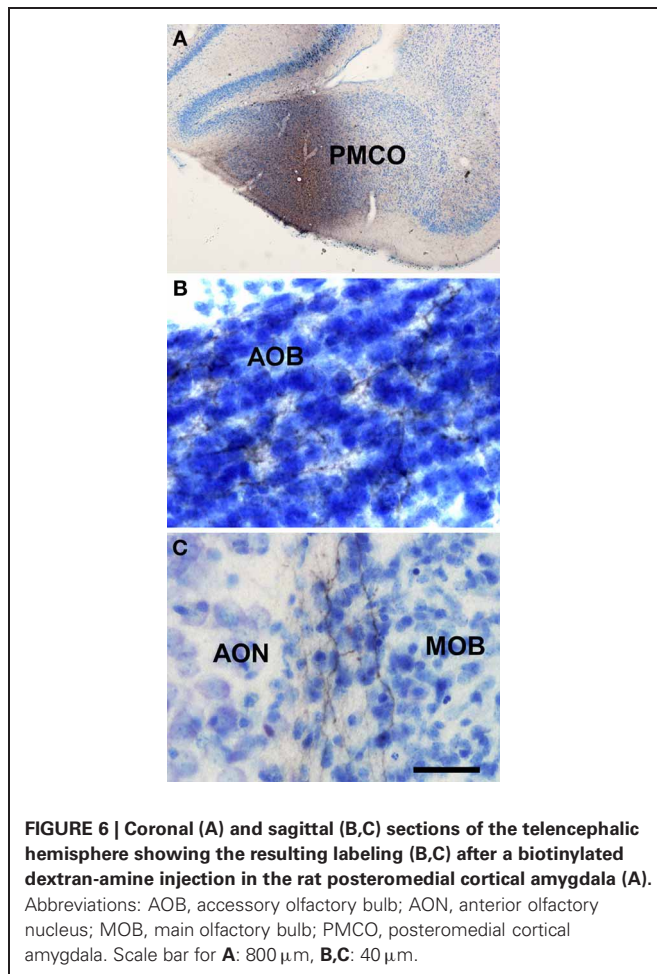 A
PMCO
B
AOB
C
AON
MOB
FIGURE 6 | Coronal (A) and sagittal (B,C) sections of the telencephalic
hemisphere showing the resulting labeling (B,C) after a biotinylated
dextran-amine injection in the rat posteromedial cortical amygdala (A).
Abbreviations: AOB, accessory olfactory bulb; AON, anterior olfactory
nucleus; MOB, main olfactory bulb; PMCO, posteromedial cortical
amygdala. Scale bar for A: 800 μm, B,C: 40 μm.